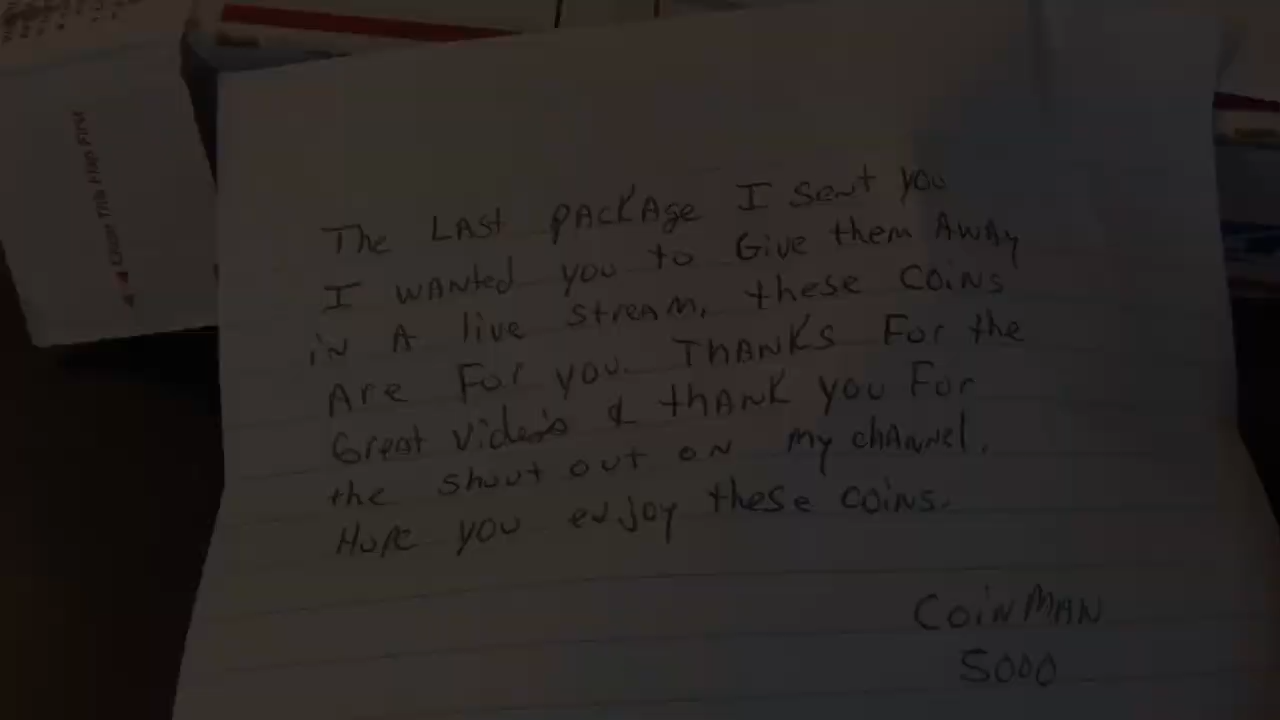 The LAST pACKAge I sent you
I wANted you to Give them AwAy
iN A live streAm. these COiNs
Are For you. THANKS For the
Great video's & thANK you For
the shout out on my chANNel.
Hope you enjoy these COiNs.
COiNMAN
5000